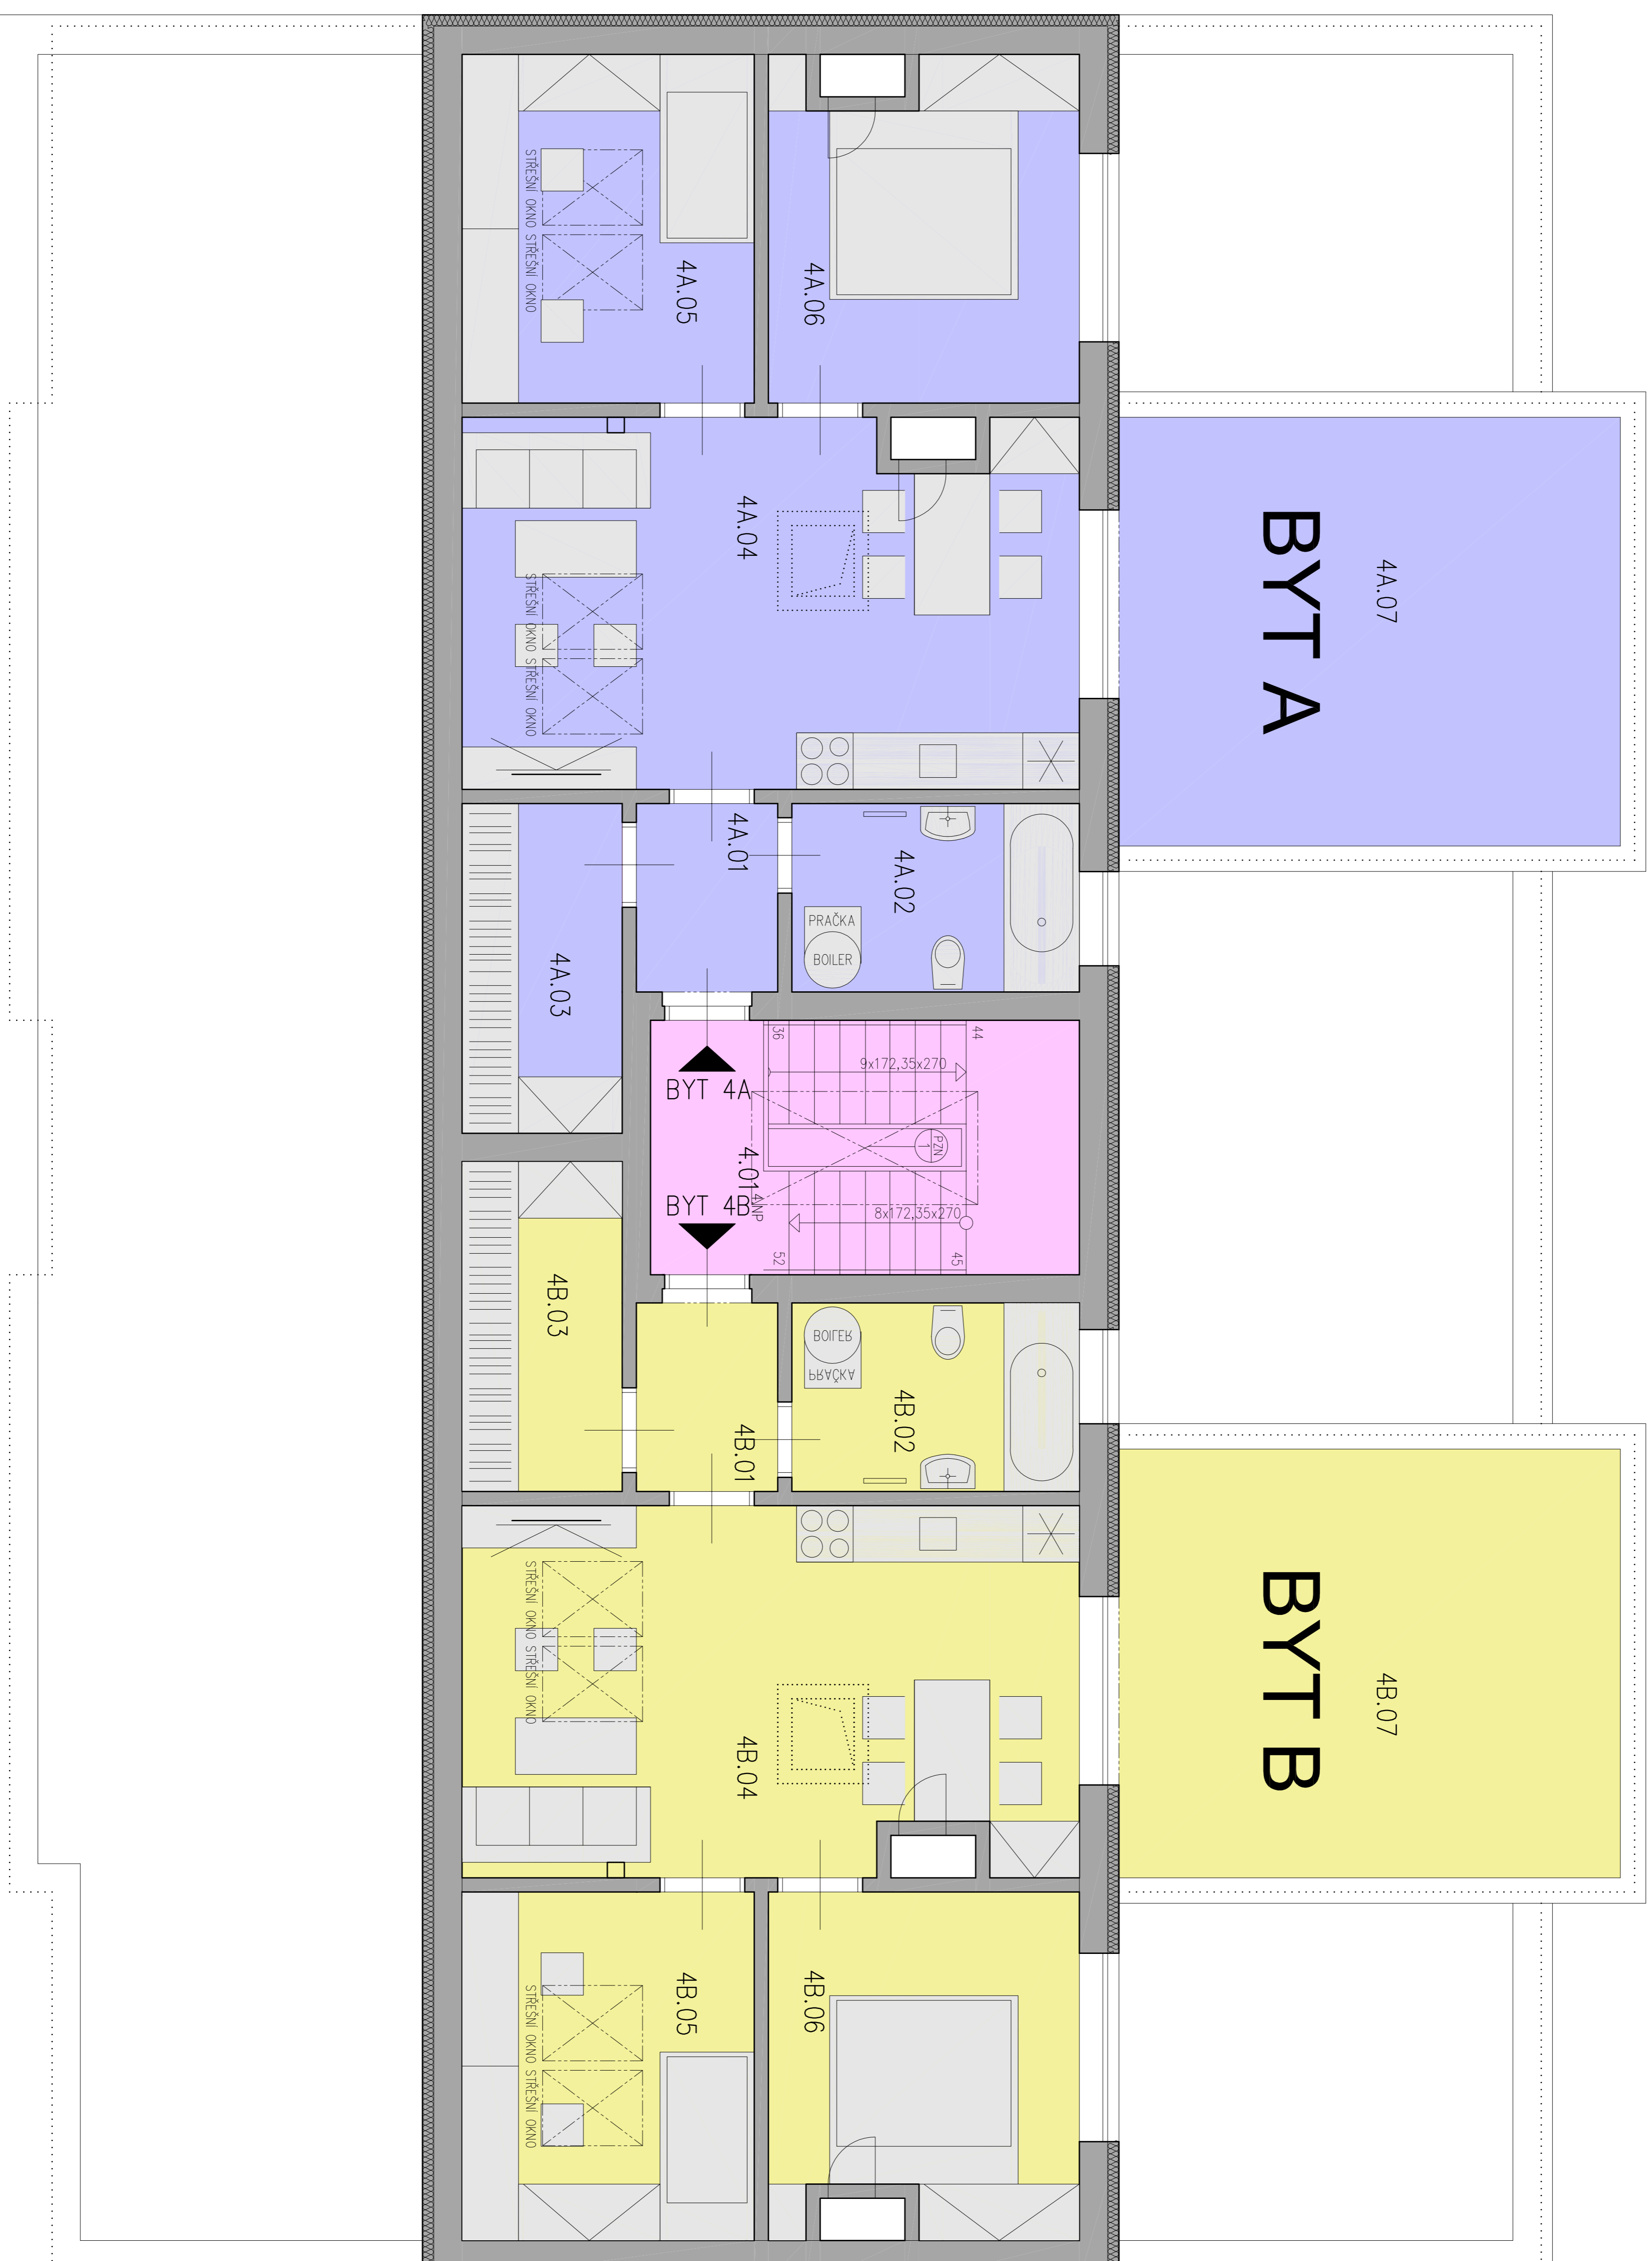 STŘEŠNÍ OKNO STŘEŠNÍ OKNO
4A.05
4A.06
4A.04
STŘEŠNÍ OKNO STŘEŠNÍ OKNO
4A.07
BYT A
4A.01
4A.02
PRAČKA
BOILER
4A.03
36
44
9x172,35x270
BYT 4A
PZN
1
4.01
4.NP
BYT 4B
8x172,35x270
52
45
4B.03
BOILER
PRAČKA
4B.02
4B.01
STŘEŠNÍ OKNO STŘEŠNÍ OKNO
4B.04
4B.07
BYT B
4B.05
4B.06
STŘEŠNÍ OKNO STŘEŠNÍ OKNO